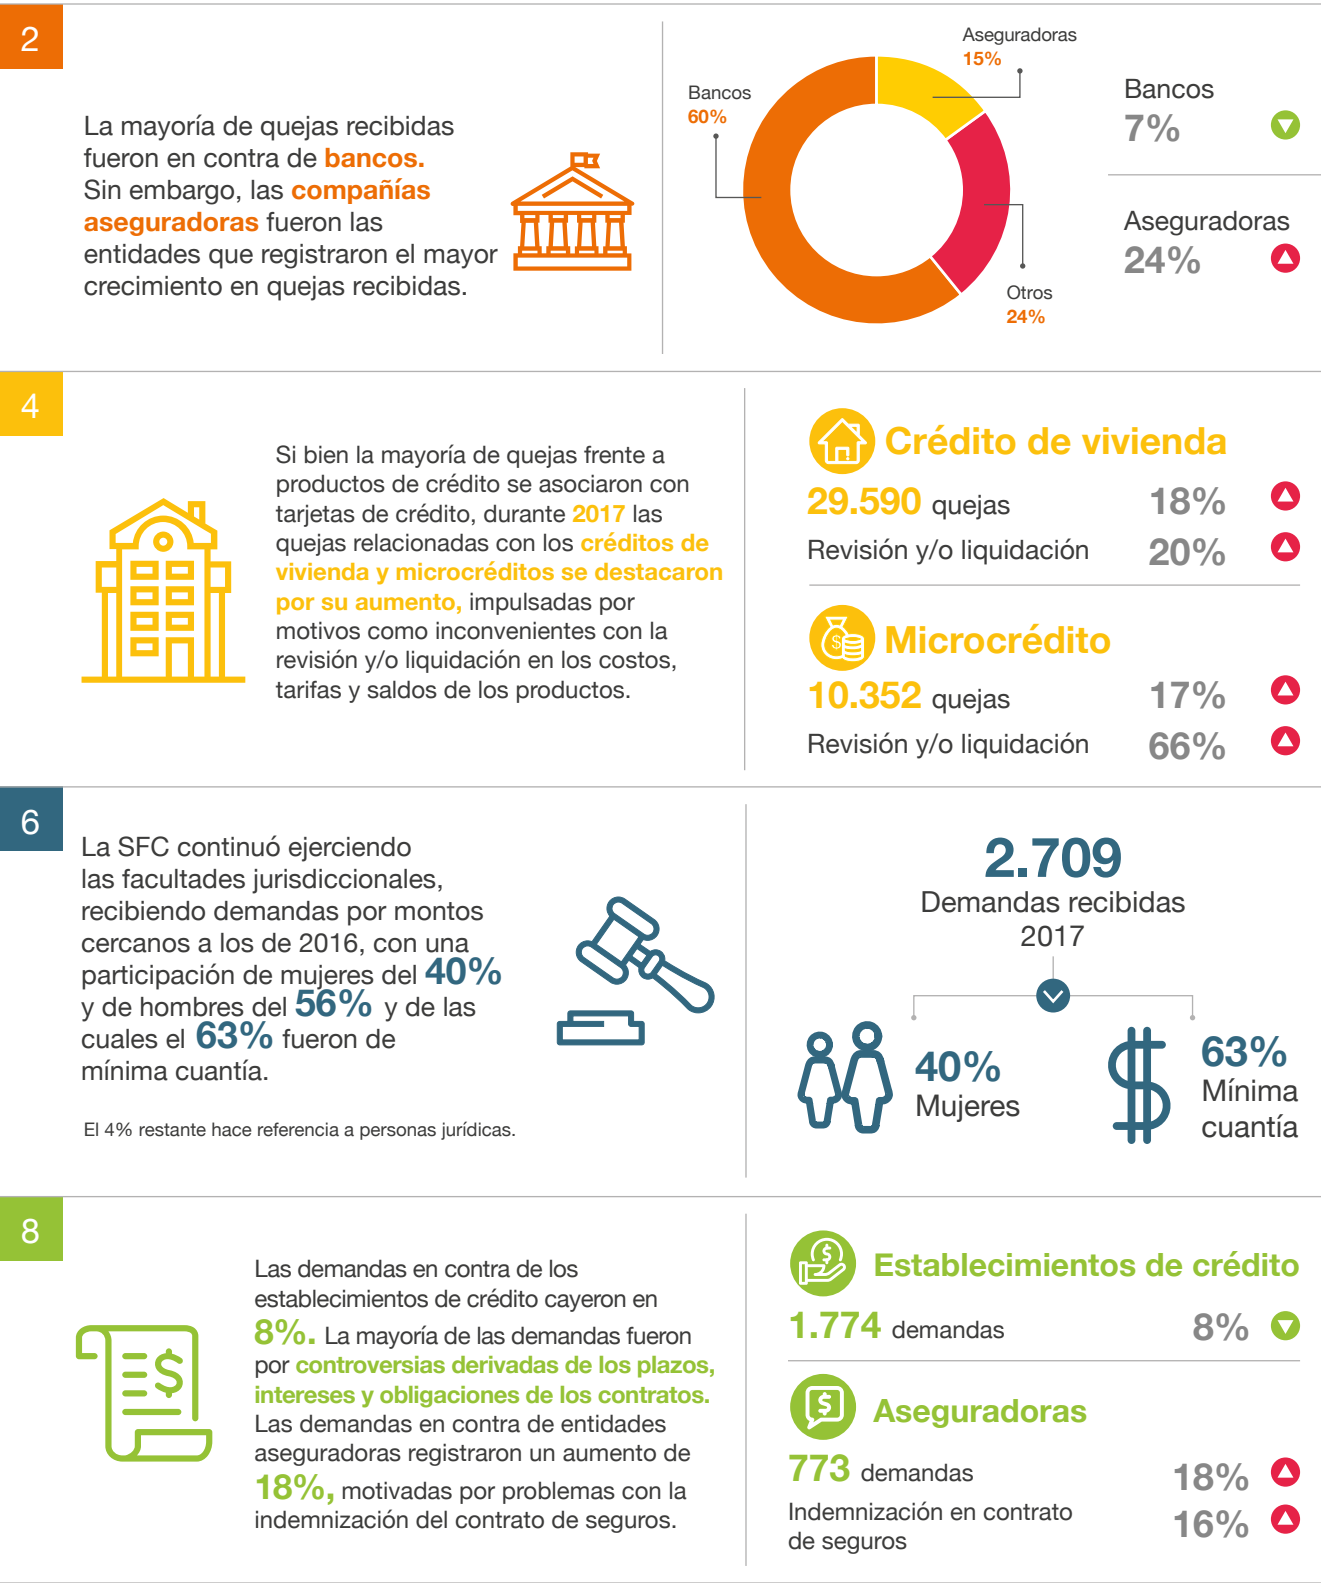 2
La mayoría de quejas recibidas
fueron en contra de bancos.
Sin embargo, las compañías
aseguradoras fueron las
entidades que registraron el mayor
crecimiento en quejas recibidas.
Aseguradoras
15%
Bancos
60%
Otros
24%
Bancos
7%
Aseguradoras
24%
4
Si bien la mayoría de quejas frente a
productos de crédito se asociaron con
tarjetas de crédito, durante 2017 las
quejas relacionadas con los créditos de
vivienda y microcréditos se destacaron
por su aumento, impulsadas por
motivos como inconvenientes con la
revisión y/o liquidación en los costos,
tarifas y saldos de los productos.
Crédito de vivienda
29.590 quejas 18%
Revisión y/o liquidación 20%
$
Microcrédito
10.352 quejas 17%
Revisión y/o liquidación 66%
6
La SFC continuó ejerciendo
las facultades jurisdiccionales,
recibiendo demandas por montos
cercanos a los de 2016, con una
participación de mujeres del 40%
y de hombres del 56% y de las
cuales el 63% fueron de
mínima cuantía.
El 4% restante hace referencia a personas jurídicas.
2.709
Demandas recibidas
2017
40%
Mujeres
$
63%
Mínima
cuantía
8
$
Las demandas en contra de los
establecimientos de crédito cayeron en
8%. La mayoría de las demandas fueron
por controversias derivadas de los plazos,
intereses y obligaciones de los contratos.
Las demandas en contra de entidades
aseguradoras registraron un aumento de
18%, motivadas por problemas con la
indemnización del contrato de seguros.
$
Establecimientos de crédito
1.774 demandas 8%
$
Aseguradoras
773 demandas 18%
Indemnización en contrato
de seguros 16%